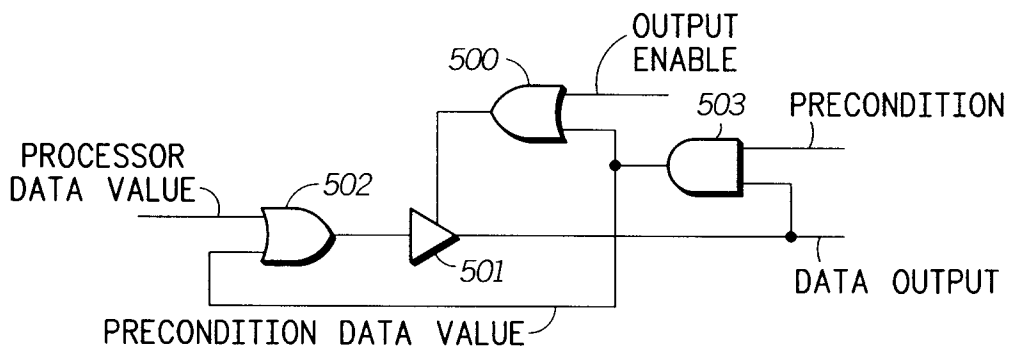 OUTPUT
ENABLE
500
503
PRECONDITION
PROCESSOR
DATA VALUE
502
501
DATA OUTPUT
PRECONDITION DATA VALUE